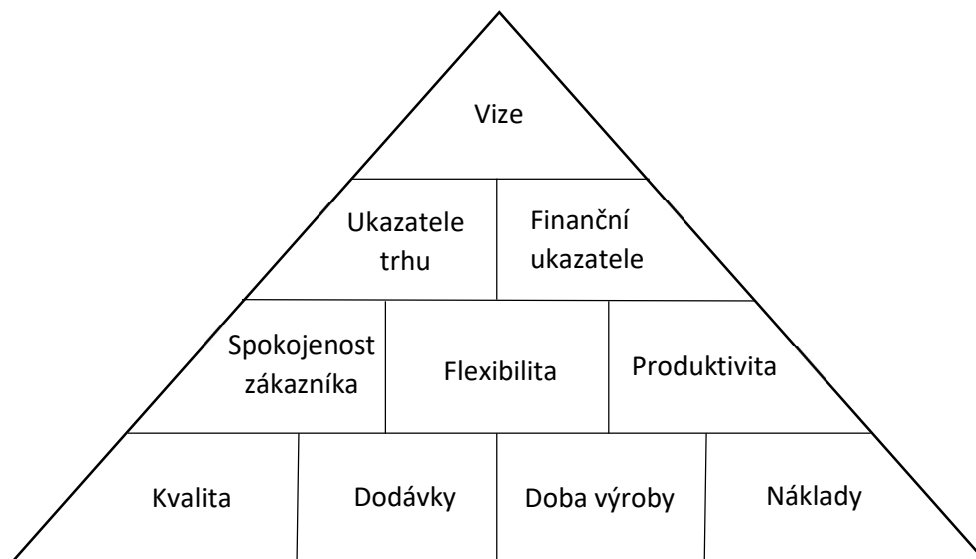 Vize
Ukazatele
trhu
Finanční
ukazatele
Spokojenost
zákazníka
Flexibilita
Produktivita
Kvalita
Dodávky
Doba výroby
Náklady